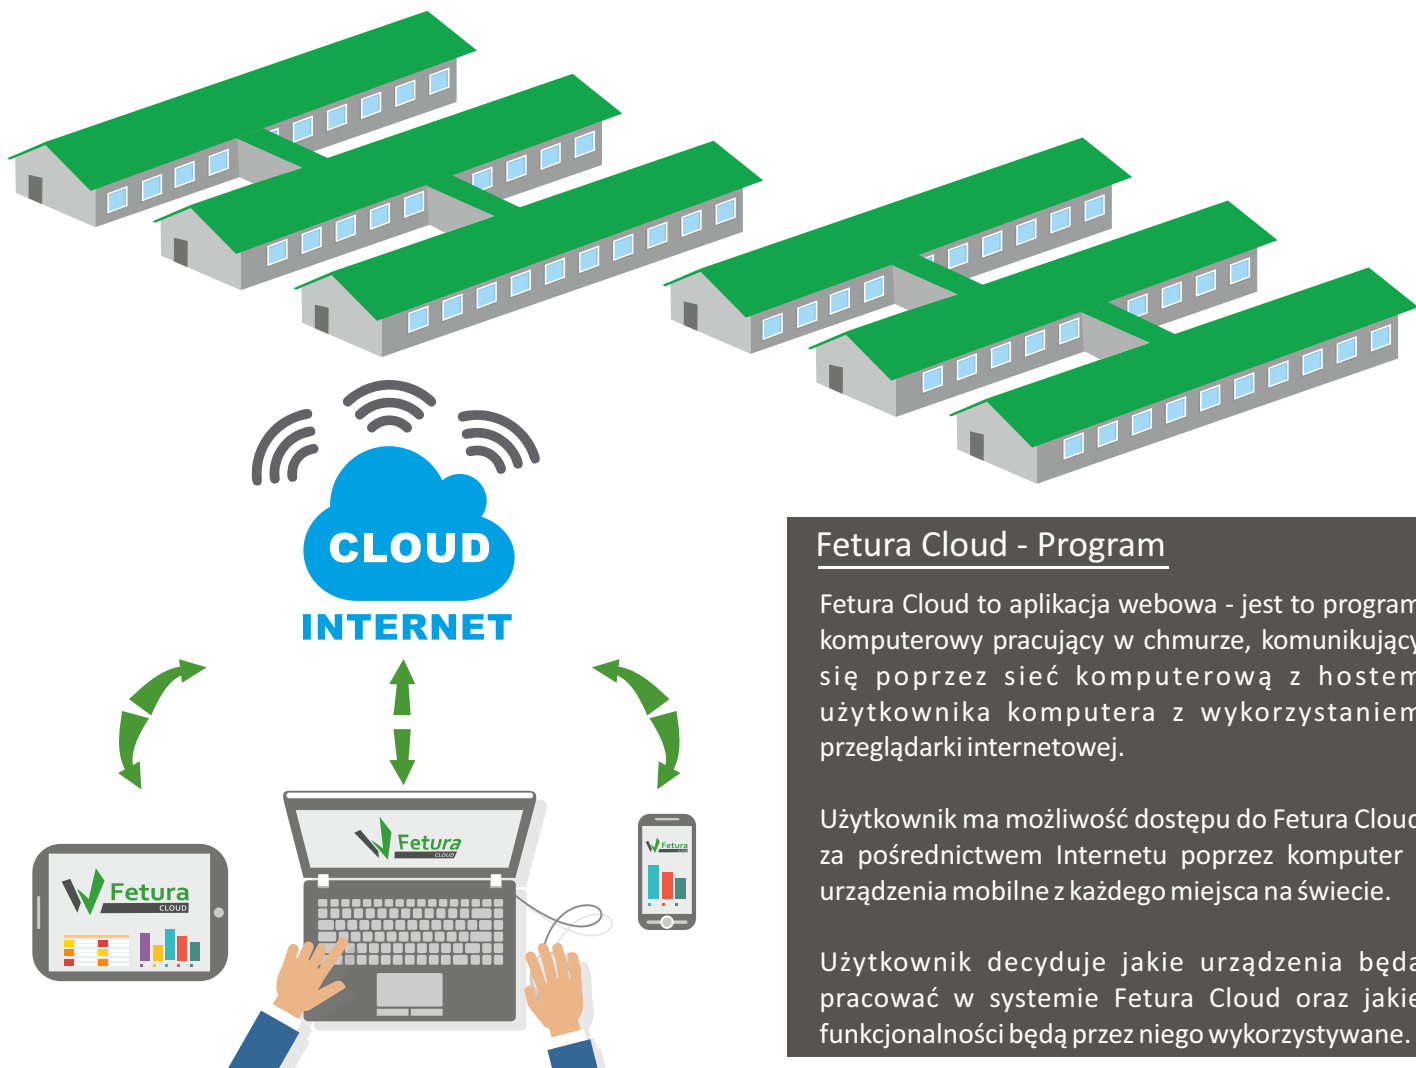 CLOUD
INTERNET
Fetura
CLOUD
Fetura
CLOUD
Fetura
CLOUD
Fetura Cloud - Program
Fetura Cloud to aplikacja webowa - jest to program
komputerowy pracujący w chmurze, komunikujący
się poprzez sieć komputerową z hostem
użytkownika komputera z wykorzystaniem
przeglądarki internetowej.
Użytkownik ma możliwość dostępu do Fetura Cloud
za pośrednictwem Internetu poprzez komputer
urządzenia mobilne z każdego miejsca na świecie.
Użytkownik decyduje jakie urządzenia będą
pracować w systemie Fetura Cloud oraz jakie
funkcjonalności będą przez niego wykorzystywane.